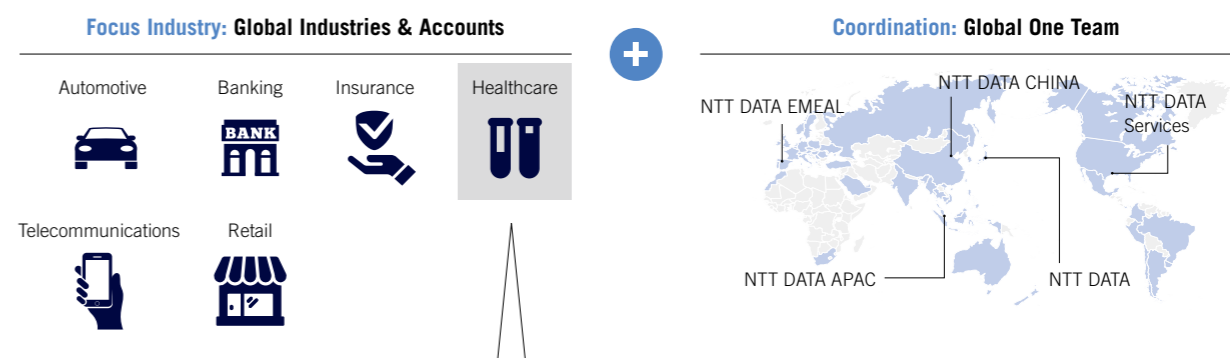 Focus Industry: Global Industries & Accounts
Automotive
Banking
Insurance
Healthcare
BANK
Telecommunications
Retail
Coordination: Global One Team
NTT DATA EMEAL
NTT DATA CHINA
NTT DATA
Services
NTT DATA APAC
NTT DATA